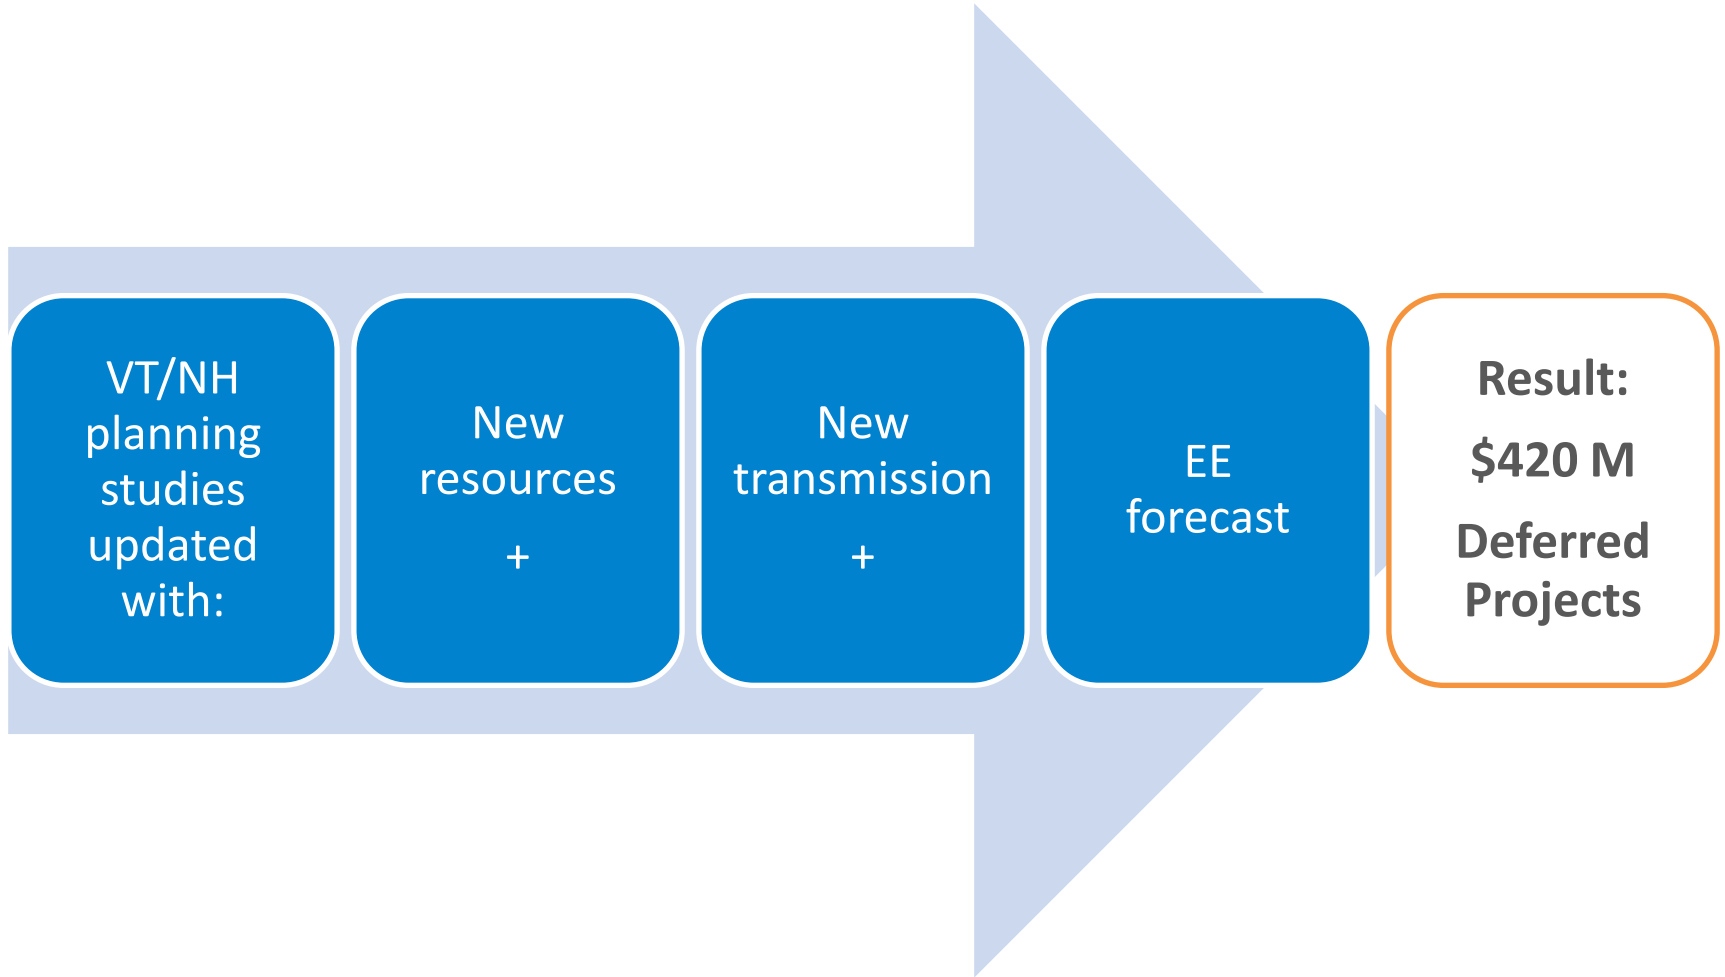 VT/NH
planning
studies
updated
with:
New
resources
+
New
transmission
+
EE
forecast
Result:
$420 M
Deferred
Projects